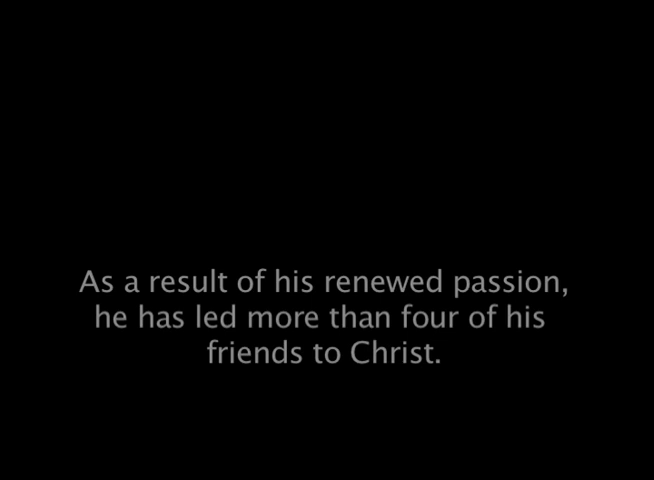 As a result of his renewed passion,
he has led more than four of his
friends to Christ.